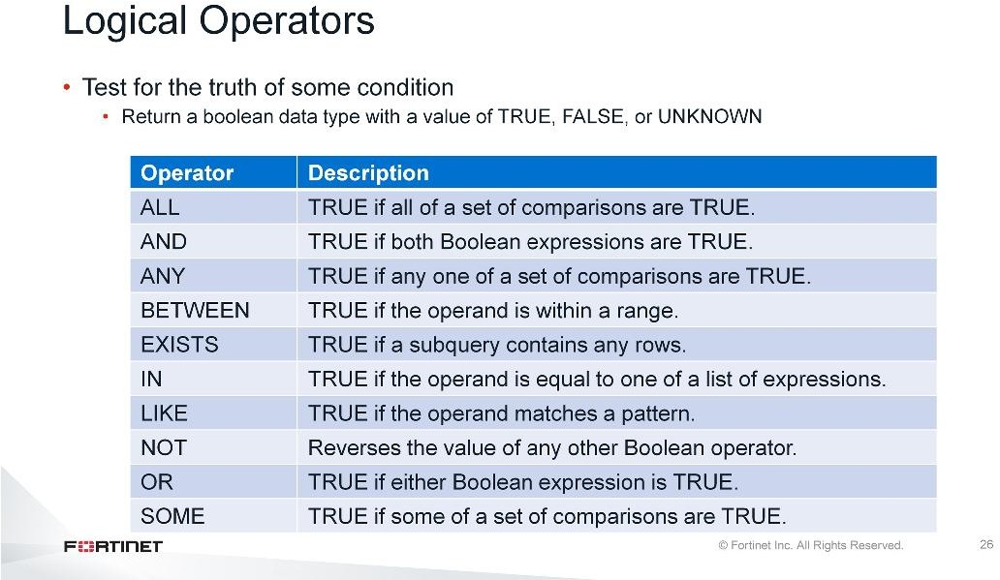 Logical Operators
• Test for the truth of some condition
• Return a boolean data type with a value of TRUE, FALSE, or UNKNOWN
Operator Description
ALL TRUE if all of a set of comparisons are TRUE.
AND TRUE if both Boolean expressions are TRUE.
ANY TRUE if any one of a set of comparisons are TRUE.
BETWEEN TRUE if the operand is within a range.
EXISTS TRUE if a subquery contains any rows.
IN TRUE if the operand is equal to one of a list of expressions.
LIKE TRUE if the operand matches a pattern.
NOT Reverses the value of any other Boolean operator.
OR TRUE if either Boolean expression is TRUE.
SOME TRUE if some of a set of comparisons are TRUE.
FORTINET © Fortinet Inc. All Rights Reserved. 26